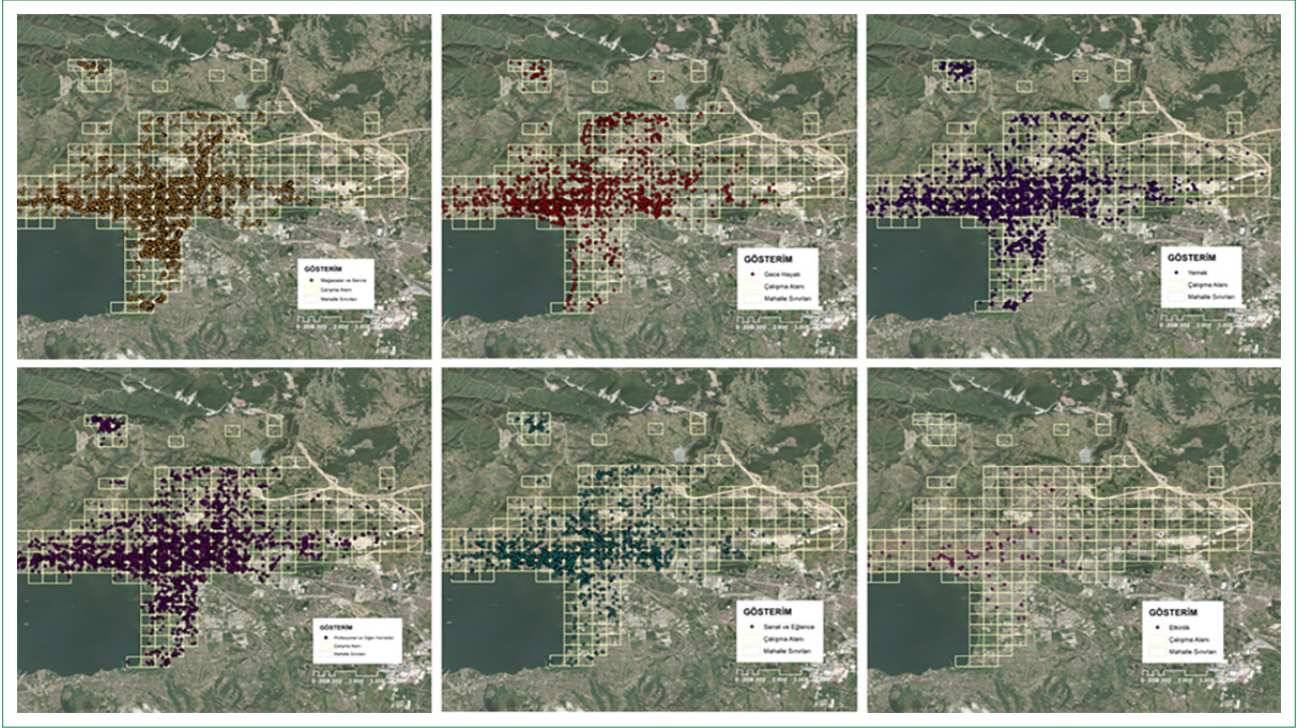 GÖSTERİM
Mağazalar ve Servis
Çalışma Alanı
Mahalle Sınırları
GÖSTERİM
Gece Hayatı
Çalışma Alanı
Mahalle Sınırları
GÖSTERİM
Yemek
Çalışma Alanı
Mahalle Sınırları
GÖSTERİM
Profesyonel ve Diğer Hizmetler
Çalışma Alanı
Mahalle Sınırları
GÖSTERİM
Sanat ve Eğlence
Çalışma Alanı
Mahalle Sınırları
GÖSTERİM
Etkinlik
Çalışma Alanı
Mahalle Sınırları